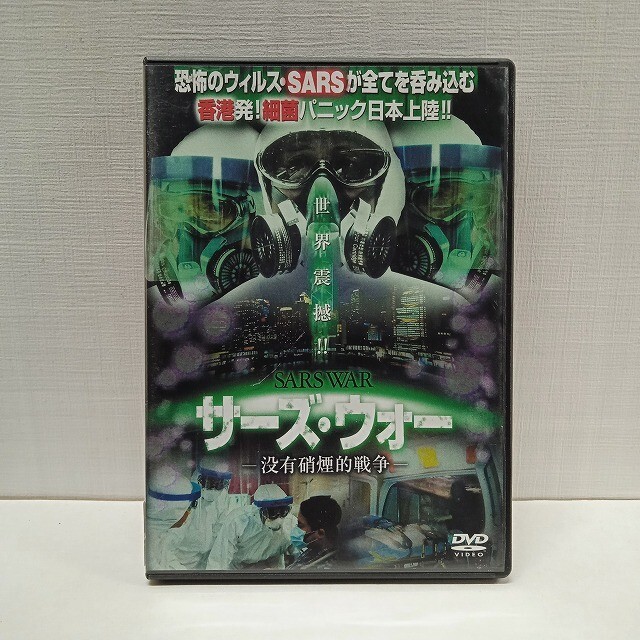 恐怖のウィルス・SARSが全てを呑み込む
香港発!細菌パニック日本上陸!!
世界震撼!!
SARS WAR
サーズ・ウォー
―没有硝煙的戦争―
DVD
VIDEO